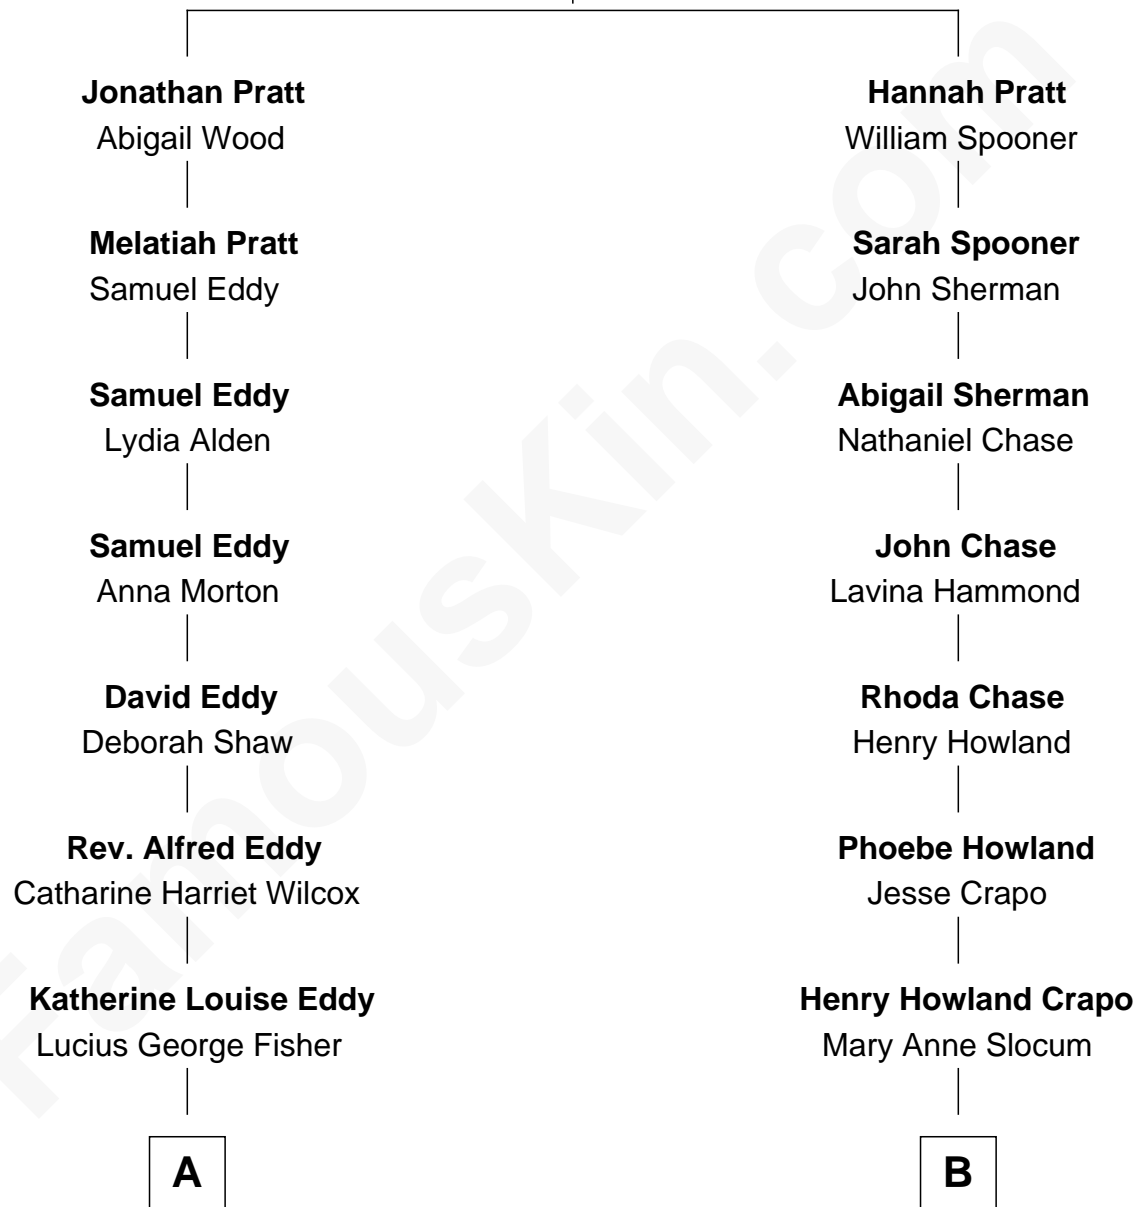 Jonathan Pratt
Abigail Wood
Hannah Pratt
William Spooner
Melatiah Pratt
Samuel Eddy
Sarah Spooner
John Sherman
Samuel Eddy
Lydia Alden
Abigail Sherman
Nathaniel Chase
Samuel Eddy
Anna Morton
John Chase
Lavina Hammond
David Eddy
Deborah Shaw
Rhoda Chase
Henry Howland
Rev. Alfred Eddy
Catharine Harriet Wilcox
Phoebe Howland
Jesse Crapo
Katherine Louise Eddy
Lucius George Fisher
Henry Howland Crapo
Mary Anne Slocum
A
B
FamousKin.com